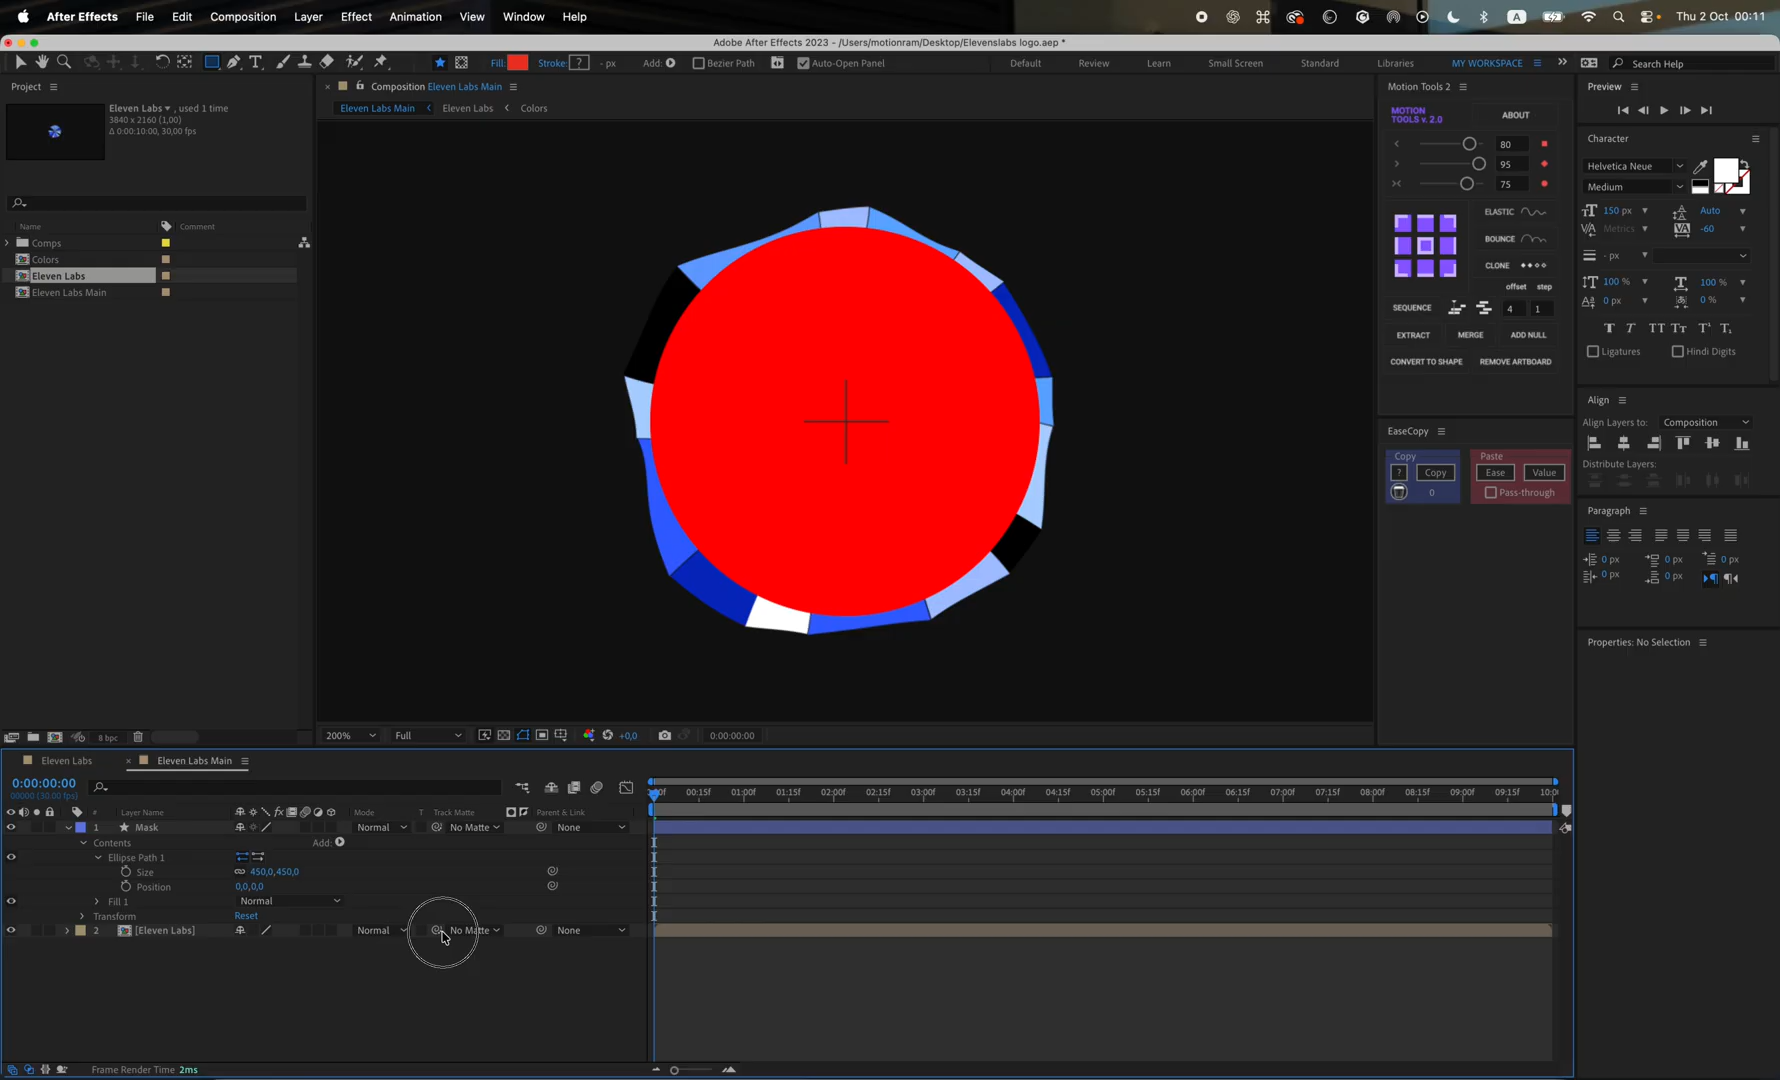 After Effects File Edit Composition Layer Effect Animation View Window Help
A
Thu 2 Oct 00:11
Adobe After Effects 2023 - /Users/motionram/Desktop/Elevenslabs logo.aep *
Fill: Stroke: ? - px Add: Bezier Path Auto-Open Panel
Default Review Learn Small Screen Standard Libraries MY WORKSPACE
Search Help
Project
Eleven Labs , used 1 time
3840 x 2160 (1,00)
Δ 0:00:10:00, 30,00 fps
Name Comment
Comps
Colors
Eleven Labs
Eleven Labs Main
8 bpc
Composition Eleven Labs Main
Eleven Labs Main Eleven Labs Colors
200% Full +0,0 0:00:00:00
Motion Tools 2
MOTION
TOOLS v. 2.0
ABOUT
80
95
75
ELASTIC
BOUNCE
CLONE
offset step
SEQUENCE 4 1
EXTRACT MERGE ADD NULL
CONVERT TO SHAPE REMOVE ARTBOARD
EaseCopy
Copy Paste
? Copy Ease Value
0 Pass-through
Preview
Character
Helvetica Neue
Medium
150 px Auto
Metrics -60
- px
100 % 100 %
0 px 0 %
T T TT Tт T¹ T₁
Ligatures Hindi Digits
Align
Align Layers to: Composition
Distribute Layers:
Paragraph
0 px 0 px 0 px
0 px 0 px
Properties: No Selection
Eleven Labs Eleven Labs Main
0:00:00:00
00000 (30.00 fps)
:00f 00:15f 01:00f 01:15f 02:00f 02:15f 03:00f 03:15f 04:00f 04:15f 05:00f 05:15f 06:00f 06:15f 07:00f 07:15f 08:00f 08:15f 09:00f 09:15f 10:0
# Layer Name Mode T Track Matte Parent & Link
1 Mask Normal No Matte None
Contents Add:
Ellipse Path 1
Size 450,0,450,0
Position 0,0,0,0
Fill 1 Normal
Transform Reset
2 [Eleven Labs] Normal No Matte None
Frame Render Time 2ms